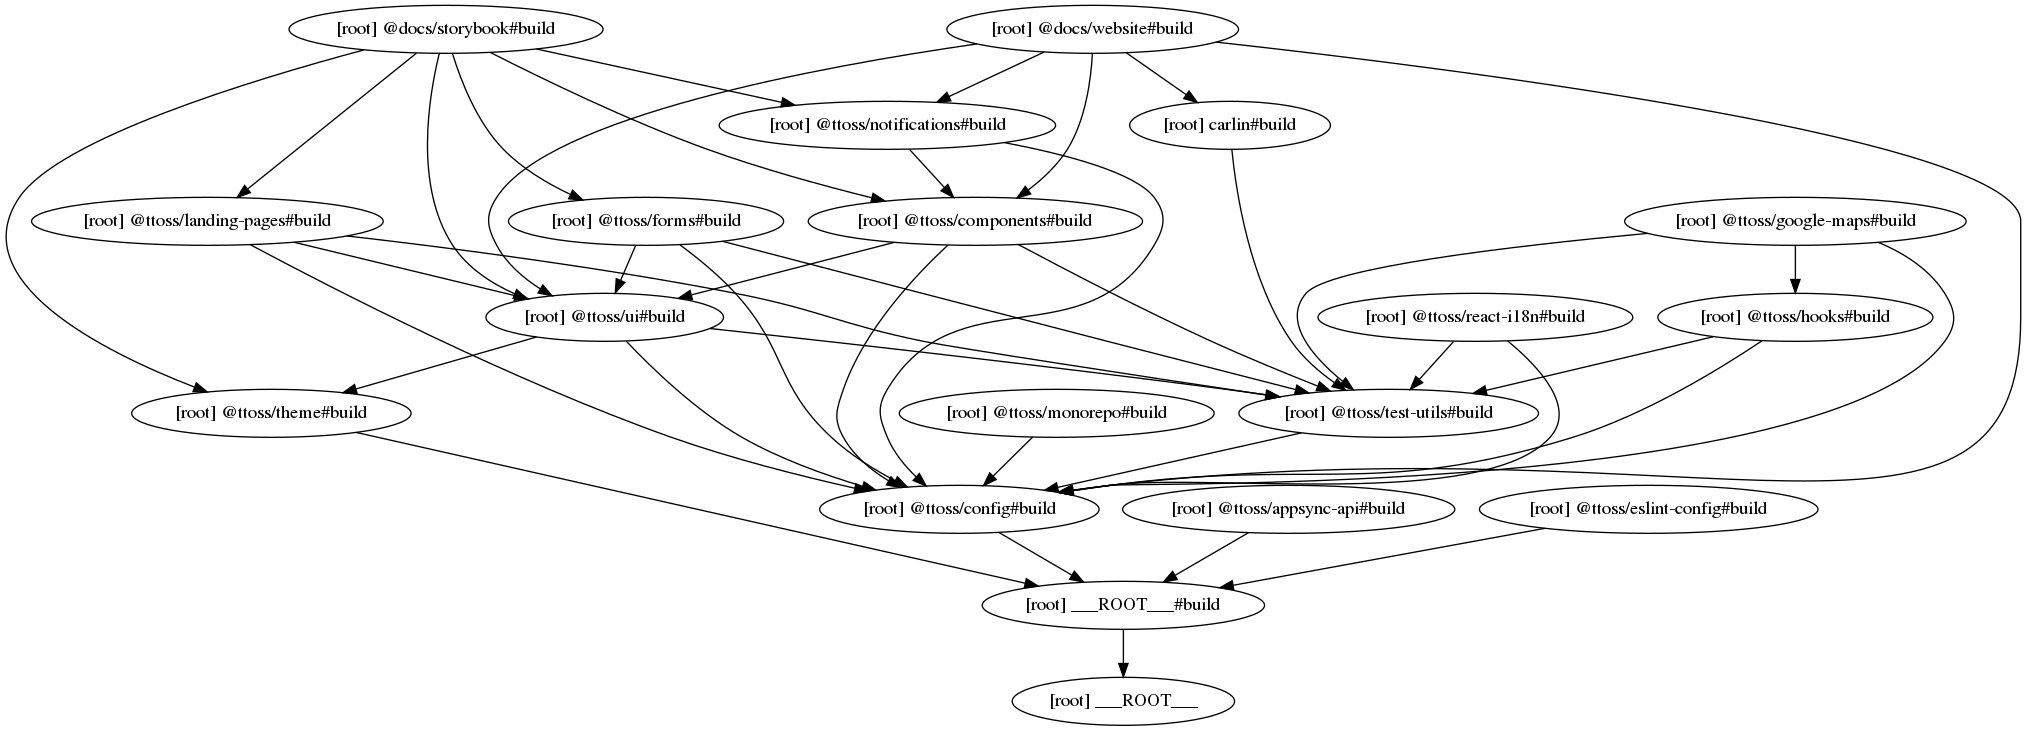 [root] @docs/storybook#build
[root] @docs/website#build
[root] @ttoss/notifications#build
[root] carlin#build
[root] @ttoss/landing-pages#build
[root] @ttoss/forms#build
[root] @ttoss/components#build
[root] @ttoss/google-maps#build
[root] @ttoss/ui#build
[root] @ttoss/react-i18n#build
[root] @ttoss/hooks#build
[root] @ttoss/theme#build
[root] @ttoss/monorepo#build
[root] @ttoss/test-utils#build
[root] @ttoss/config#build
[root] @ttoss/appsync-api#build
[root] @ttoss/eslint-config#build
[root] ___ROOT___#build
[root] ___ROOT___